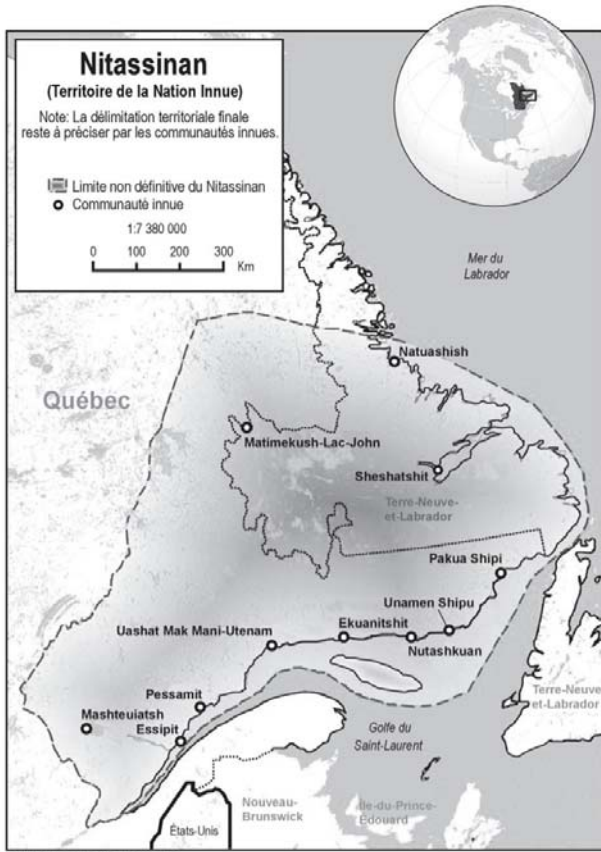 Nitassinan
(Territoire de la Nation Innue)
Note: La délimitation territoriale finale
reste à préciser par les communautés innues.
Limite non définitive du Nitassinan
Communauté innue
1:7 380 000
0 100 200 300
Km
Mer du
Labrador
Natuashish
Québec
Matimekush-Lac-John
Sheshatshit
Terre-Neuve-
et-Labrador
Pakua Shipi
Unamen Shipu
Ekuanitshit
Uashat Mak Mani-Utenam
Nutashkuan
Pessamit
Mashteuiatsh
Essipit
Terre-Neuve-
et-Labrador
Golfe du
Saint-Laurent
Nouveau-
Brunswick
Île-du-Prince-
Édouard
États-Unis